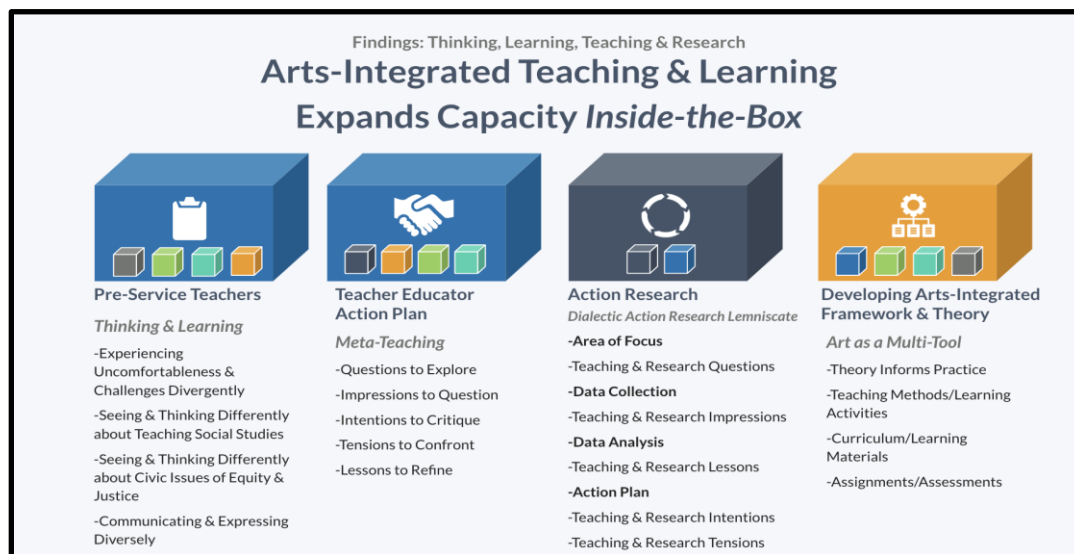 Findings: Thinking, Learning, Teaching & Research
Arts-Integrated Teaching & Learning
Expands Capacity Inside-the-Box
Pre-Service Teachers
Thinking & Learning
-Experiencing
Uncomfortableness &
Challenges Divergently
-Seeing & Thinking Differently
about Teaching Social Studies
-Seeing & Thinking Differently
about Civic Issues of Equity &
Justice
-Communicating & Expressing
Diversely
Teacher Educator
Action Plan
Meta-Teaching
-Questions to Explore
-Impressions to Question
-Intentions to Critique
-Tensions to Confront
-Lessons to Refine
Action Research
Dialectic Action Research Lemniscate
-Area of Focus
-Teaching & Research Questions
-Data Collection
-Teaching & Research Impressions
-Data Analysis
-Teaching & Research Lessons
-Action Plan
-Teaching & Research Intentions
-Teaching & Research Tensions
Developing Arts-Integrated
Framework & Theory
Art as a Multi-Tool
-Theory Informs Practice
-Teaching Methods/Learning
Activities
-Curriculum/Learning
Materials
-Assignments/Assessments